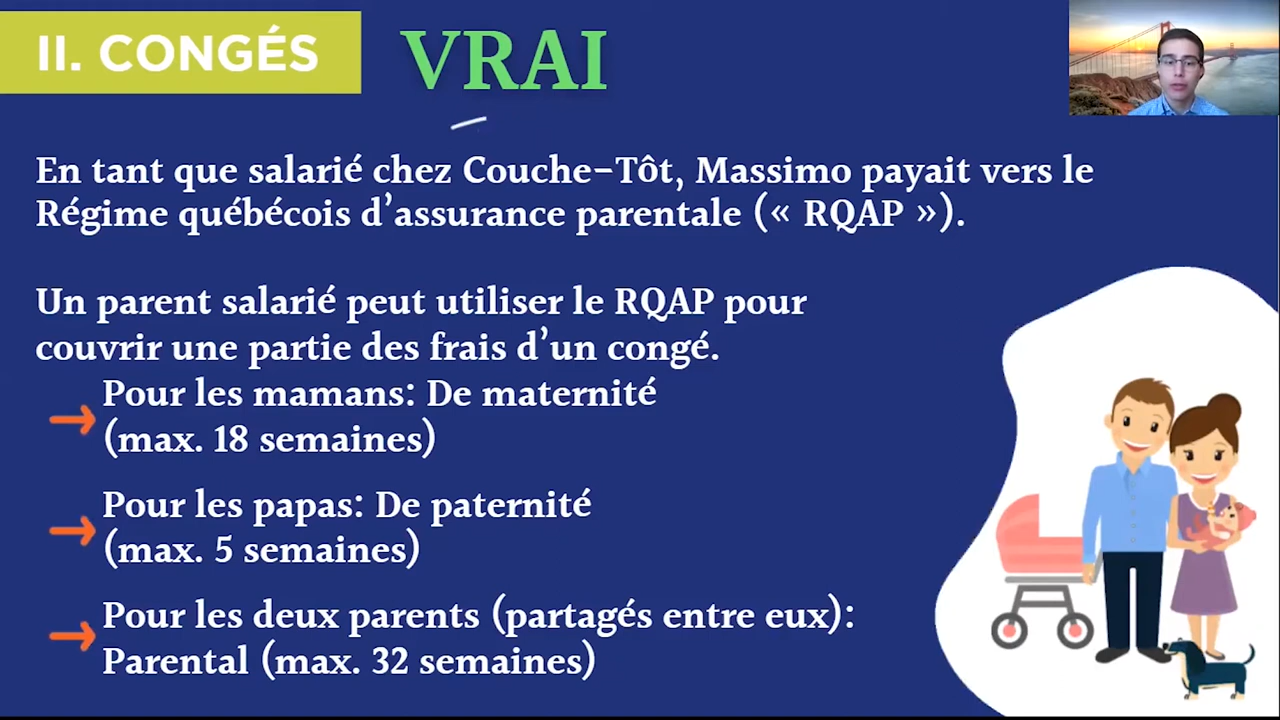 II. CONGÉS
VRAI
En tant que salarié chez Couche-Tôt, Massimo payait vers le
Régime québécois d’assurance parentale (« RQAP »).
Un parent salarié peut utiliser le RQAP pour
couvrir une partie des frais d’un congé.
Pour les mamans: De maternité
(max. 18 semaines)
Pour les papas: De paternité
(max. 5 semaines)
Pour les deux parents (partagés entre eux):
Parental (max. 32 semaines)